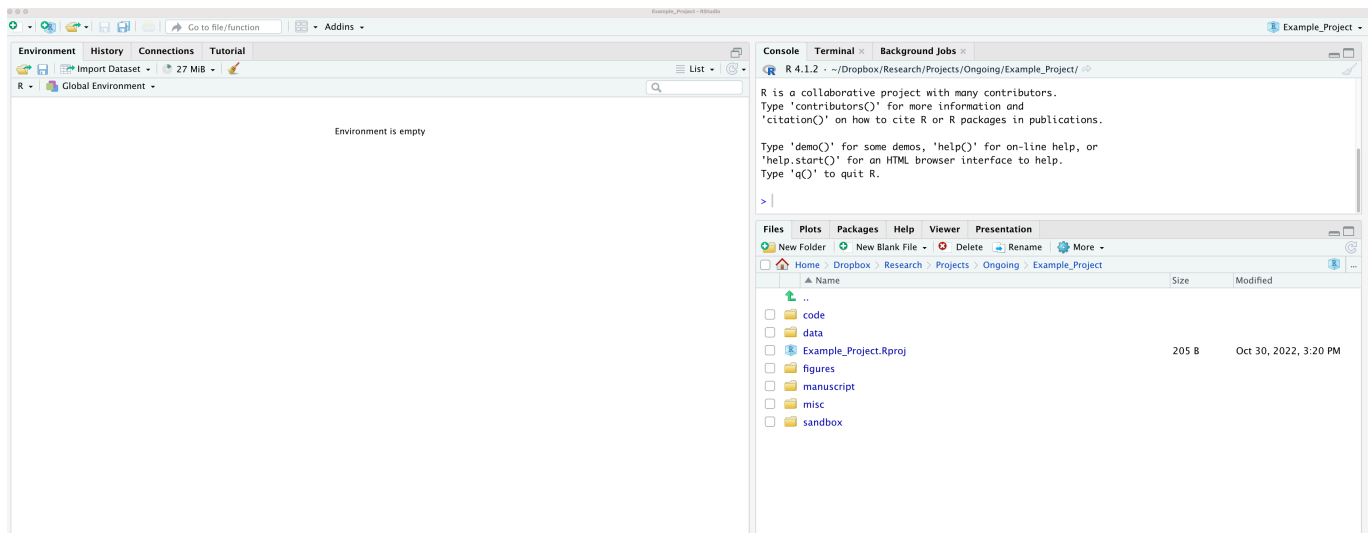 Example_Project - RStudio
Go to file/function
Addins
Example_Project
Environment History Connections Tutorial
Import Dataset 27 MiB List
R Global Environment
Environment is empty
Console Terminal Background Jobs
R 4.1.2 · ~/Dropbox/Research/Projects/Ongoing/Example_Project/
R is a collaborative project with many contributors.
Type 'contributors()' for more information and
'citation()' on how to cite R or R packages in publications.
Type 'demo()' for some demos, 'help()' for on-line help, or
'help.start()' for an HTML browser interface to help.
Type 'q()' to quit R.
>
Files Plots Packages Help Viewer Presentation
New Folder New Blank File Delete Rename More
Home Dropbox Research Projects Ongoing Example_Project ...
Name Size Modified
..
code
data
Example_Project.Rproj 205 B Oct 30, 2022, 3:20 PM
figures
manuscript
misc
sandbox